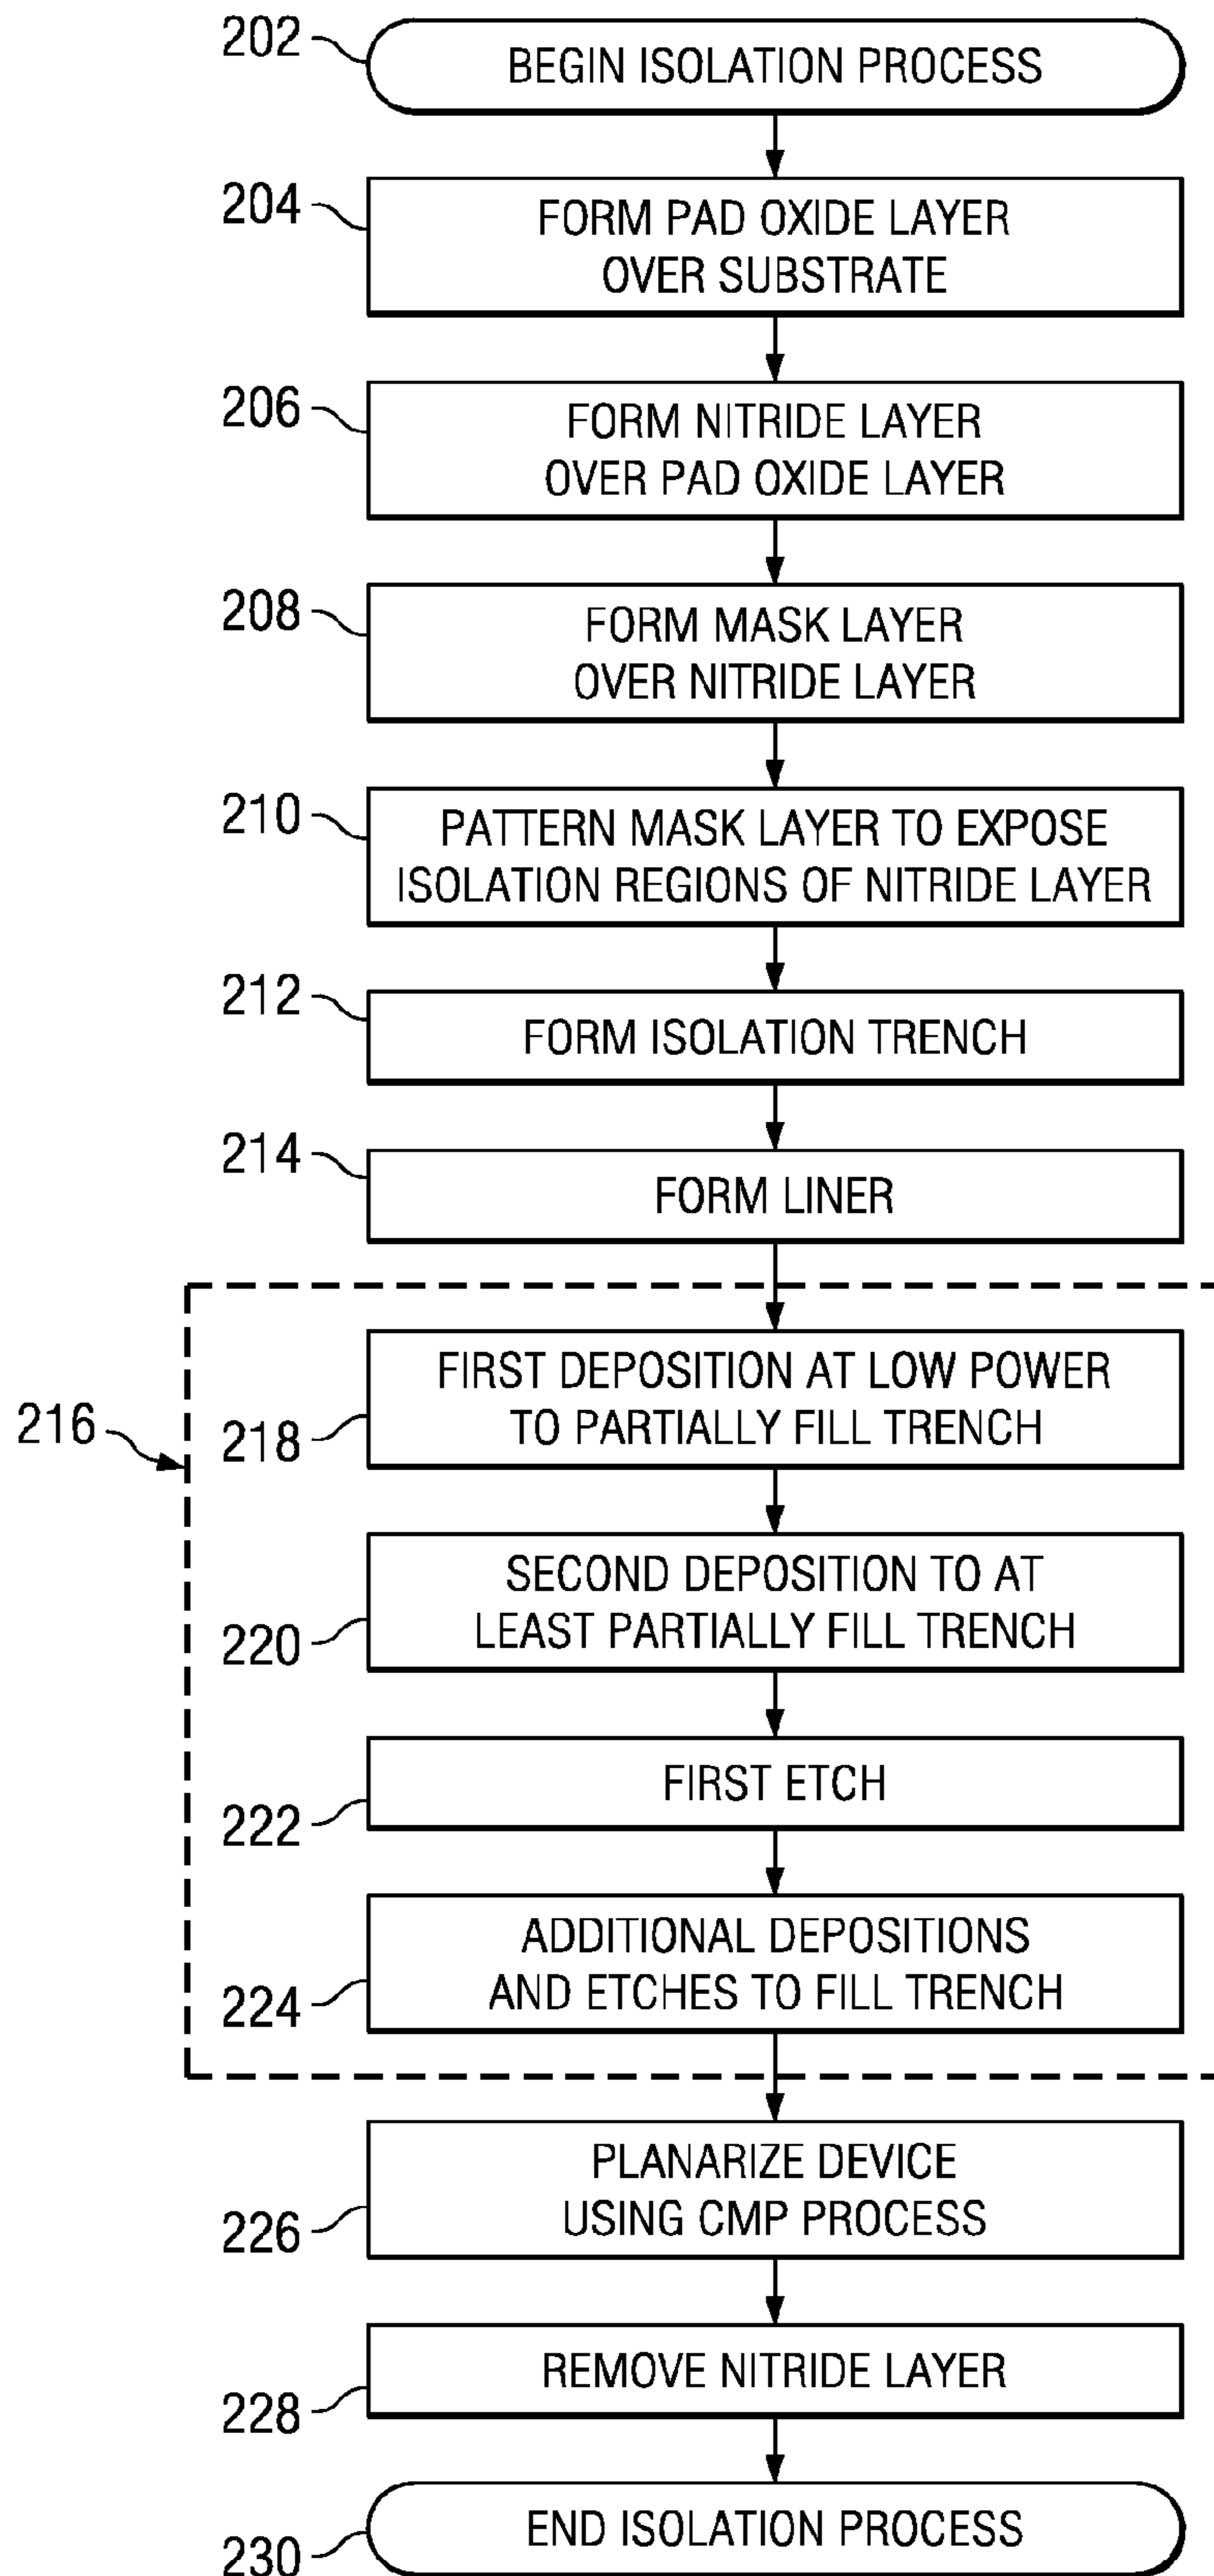 202
BEGIN ISOLATION PROCESS
204
FORM PAD OXIDE LAYER
OVER SUBSTRATE
206
FORM NITRIDE LAYER
OVER PAD OXIDE LAYER
208
FORM MASK LAYER
OVER NITRIDE LAYER
210
PATTERN MASK LAYER TO EXPOSE
ISOLATION REGIONS OF NITRIDE LAYER
212
FORM ISOLATION TRENCH
214
FORM LINER
216
218
FIRST DEPOSITION AT LOW POWER
TO PARTIALLY FILL TRENCH
220
SECOND DEPOSITION TO AT
LEAST PARTIALLY FILL TRENCH
222
FIRST ETCH
224
ADDITIONAL DEPOSITIONS
AND ETCHES TO FILL TRENCH
226
PLANARIZE DEVICE
USING CMP PROCESS
228
REMOVE NITRIDE LAYER
230
END ISOLATION PROCESS